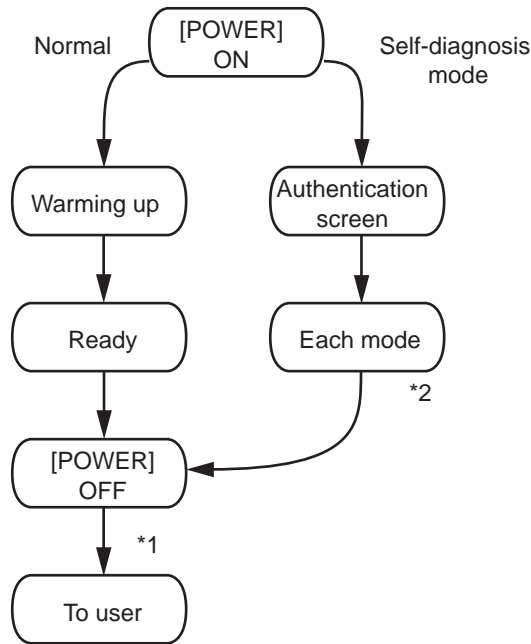 Normal
[POWER]
ON
Self-diagnosis
mode
Warming up
Authentication
screen
Ready
Each mode
*2
[POWER]
OFF
*1
To user